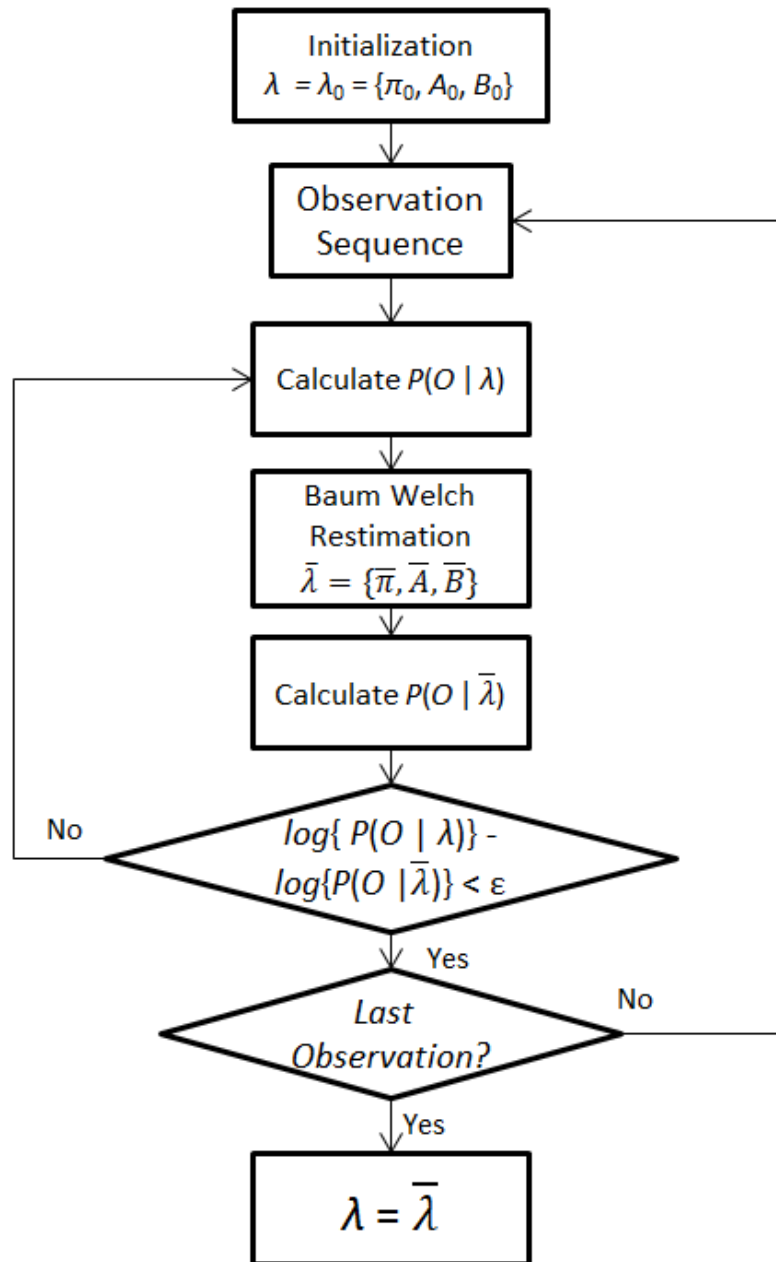 Initialization
λ = λ₀ = {π₀, A₀, B₀}
Observation
Sequence
Calculate P(O | λ)
Baum Welch
Restimation
λ̄ = {π̄, A̅, B̅}
Calculate P(O | λ̄)
No
log{ P(O | λ)} -
log{P(O | λ̄)} < ε
Yes
No
Last
Observation?
Yes
λ = λ̄